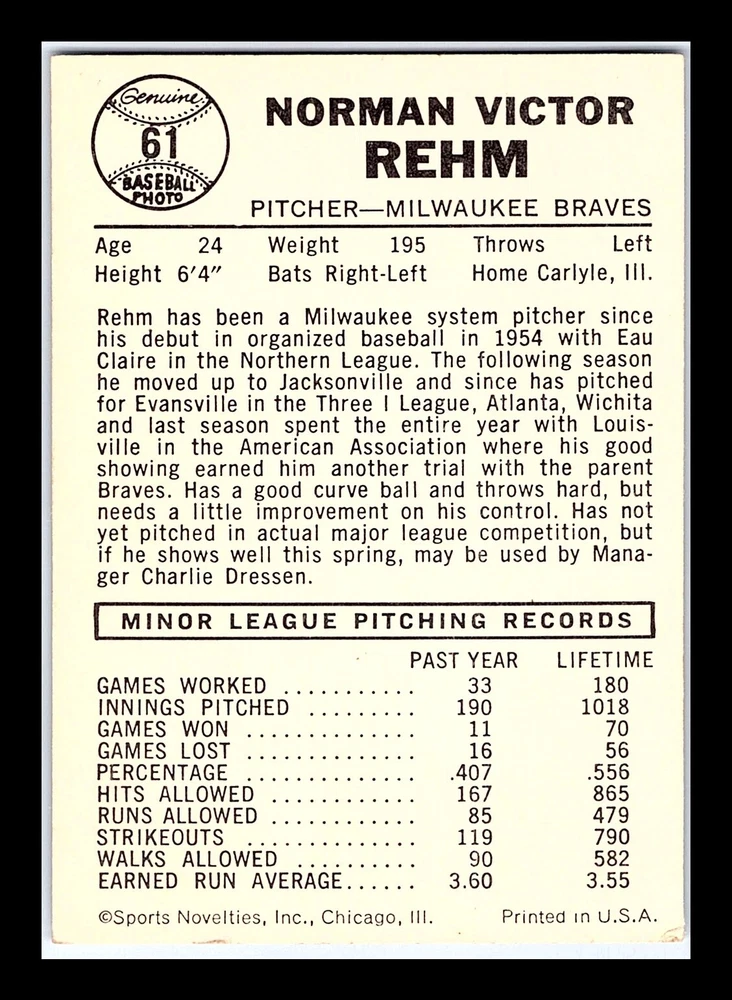 Genuine
61
BASEBALL
PHOTO
NORMAN VICTOR
REHM
PITCHER—MILWAUKEE BRAVES
Age 24 Weight 195 Throws Left
Height 6'4" Bats Right-Left Home Carlyle, Ill.
Rehm has been a Milwaukee system pitcher since
his debut in organized baseball in 1954 with Eau
Claire in the Northern League. The following season
he moved up to Jacksonville and since has pitched
for Evansville in the Three I League, Atlanta, Wichita
and last season spent the entire year with Louis-
ville in the American Association where his good
showing earned him another trial with the parent
Braves. Has a good curve ball and throws hard, but
needs a little improvement on his control. Has not
yet pitched in actual major league competition, but
if he shows well this spring, may be used by Mana-
ger Charlie Dressen.
MINOR LEAGUE PITCHING RECORDS
PAST YEAR LIFETIME
GAMES WORKED ........... 33 180
INNINGS PITCHED ......... 190 1018
GAMES WON .............. 11 70
GAMES LOST .............. 16 56
PERCENTAGE .............. .407 .556
HITS ALLOWED ............ 167 865
RUNS ALLOWED ............ 85 479
STRIKEOUTS .............. 119 790
WALKS ALLOWED .......... 90 582
EARNED RUN AVERAGE...... 3.60 3.55
©Sports Novelties, Inc., Chicago, Ill. Printed in U.S.A.